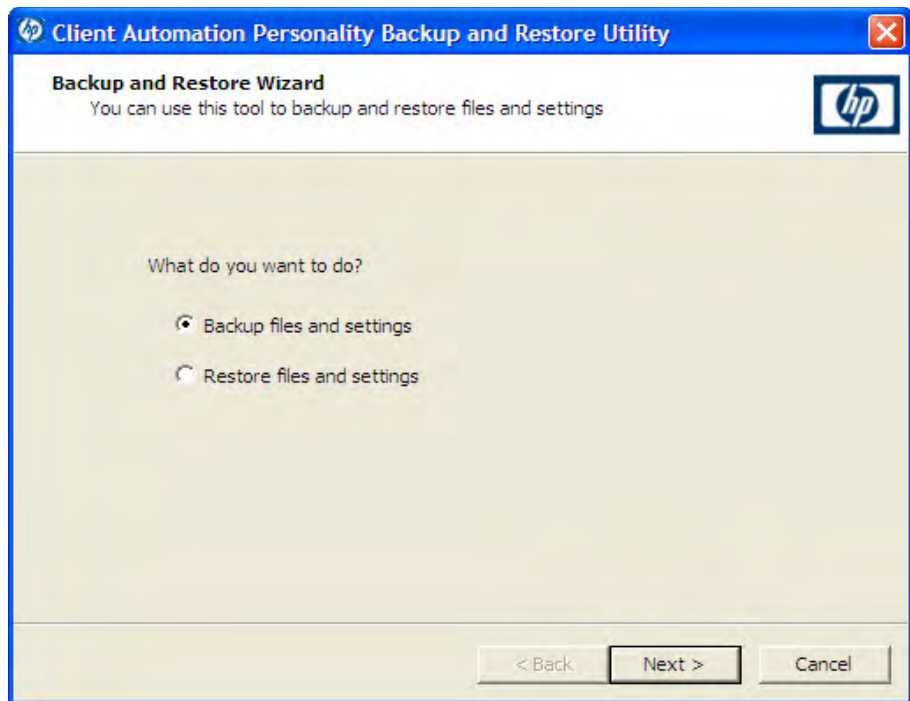 hp Client Automation Personality Backup and Restore Utility
Backup and Restore Wizard
You can use this tool to backup and restore files and settings
hp
What do you want to do?
Backup files and settings
Restore files and settings
< Back
Next >
Cancel